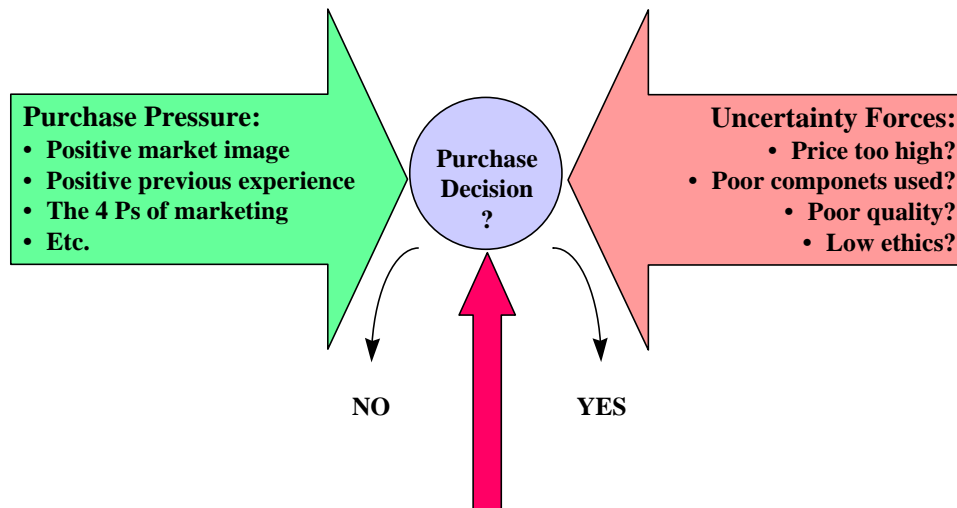 Purchase Pressure:
• Positive market image
• Positive previous experience
• The 4 Ps of marketing
• Etc.
Purchase
Decision
?
Uncertainty Forces:
• Price too high?
• Poor componets used?
• Poor quality?
• Low ethics?
NO
YES